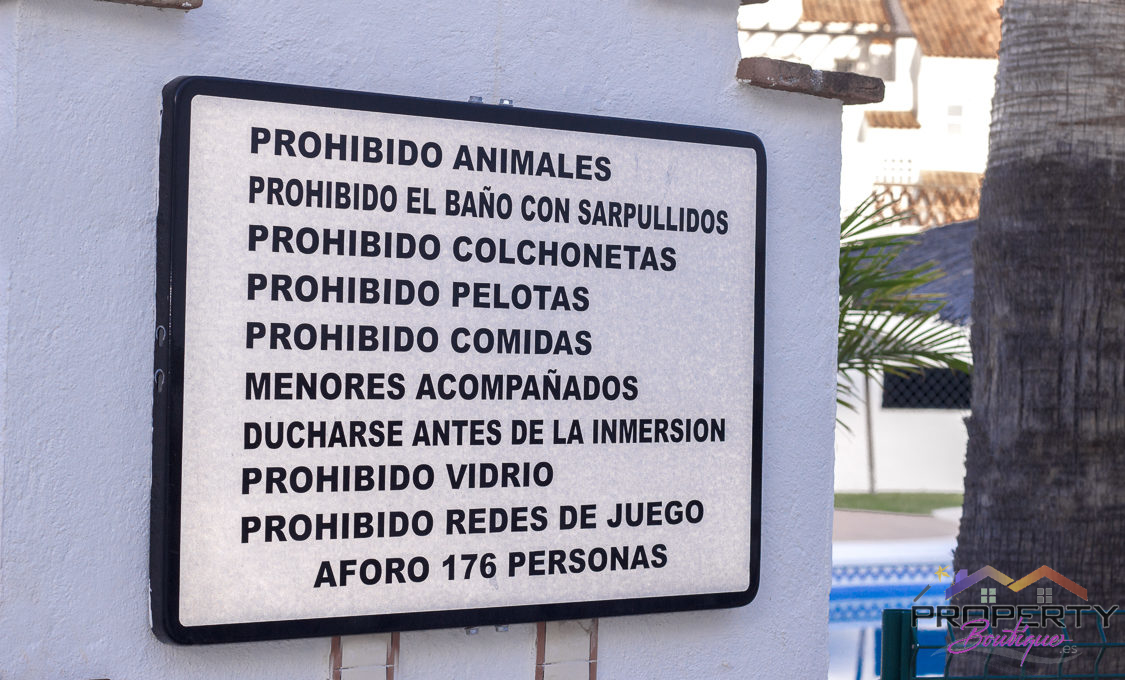 PROHIBIDO ANIMALES
PROHIBIDO EL BAÑO CON SARPULLIDOS
PROHIBIDO COLCHONETAS
PROHIBIDO PELOTAS
PROHIBIDO COMIDAS
MENORES ACOMPAÑADOS
DUCHARSE ANTES DE LA INMERSION
PROHIBIDO VIDRIO
PROHIBIDO REDES DE JUEGO
AFORO 176 PERSONAS
PROPERTY
Boutique.es